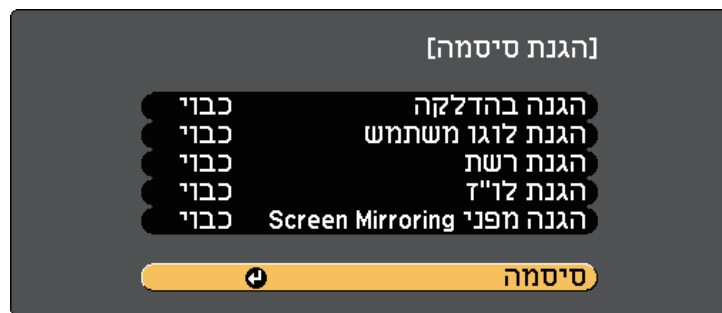 [הגנת סיסמה]
הגנה בהדלקה כבוי
הגנת לוגו משתמש כבוי
הגנת רשת כבוי
הגנת לו"ז כבוי
הגנה מפני Screen Mirroring כבוי
סיסמה